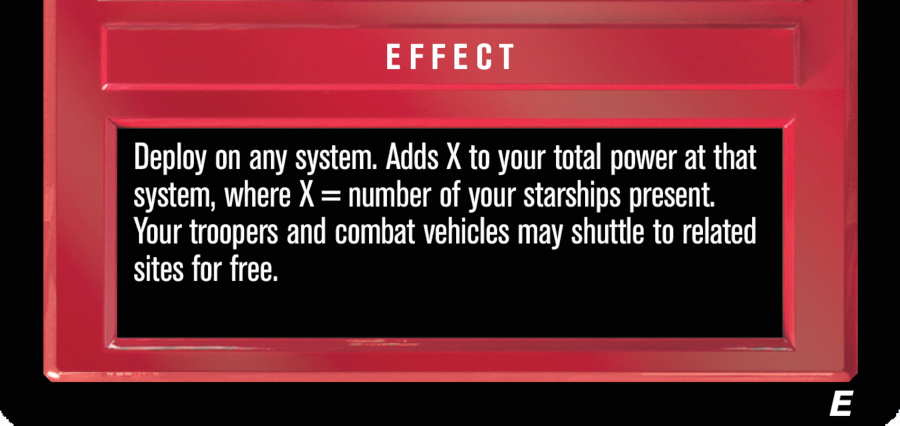 EFFECT
Deploy on any system. Adds X to your total power at that
system, where X = number of your starships present.
Your troopers and combat vehicles may shuttle to related
sites for free.
E